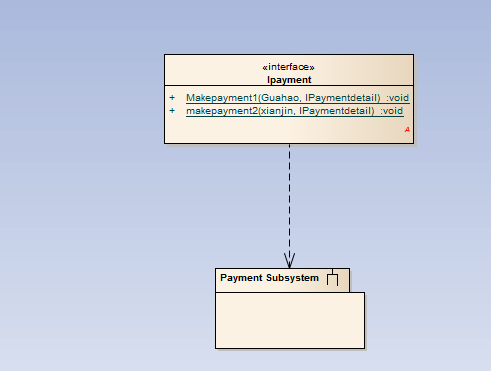 «interface»
Ipayment
+ Makepayment1(Guahao, IPaymentdetail) :void
+ makepayment2(xianjin, IPaymentdetail) :void
A
Payment Subsystem